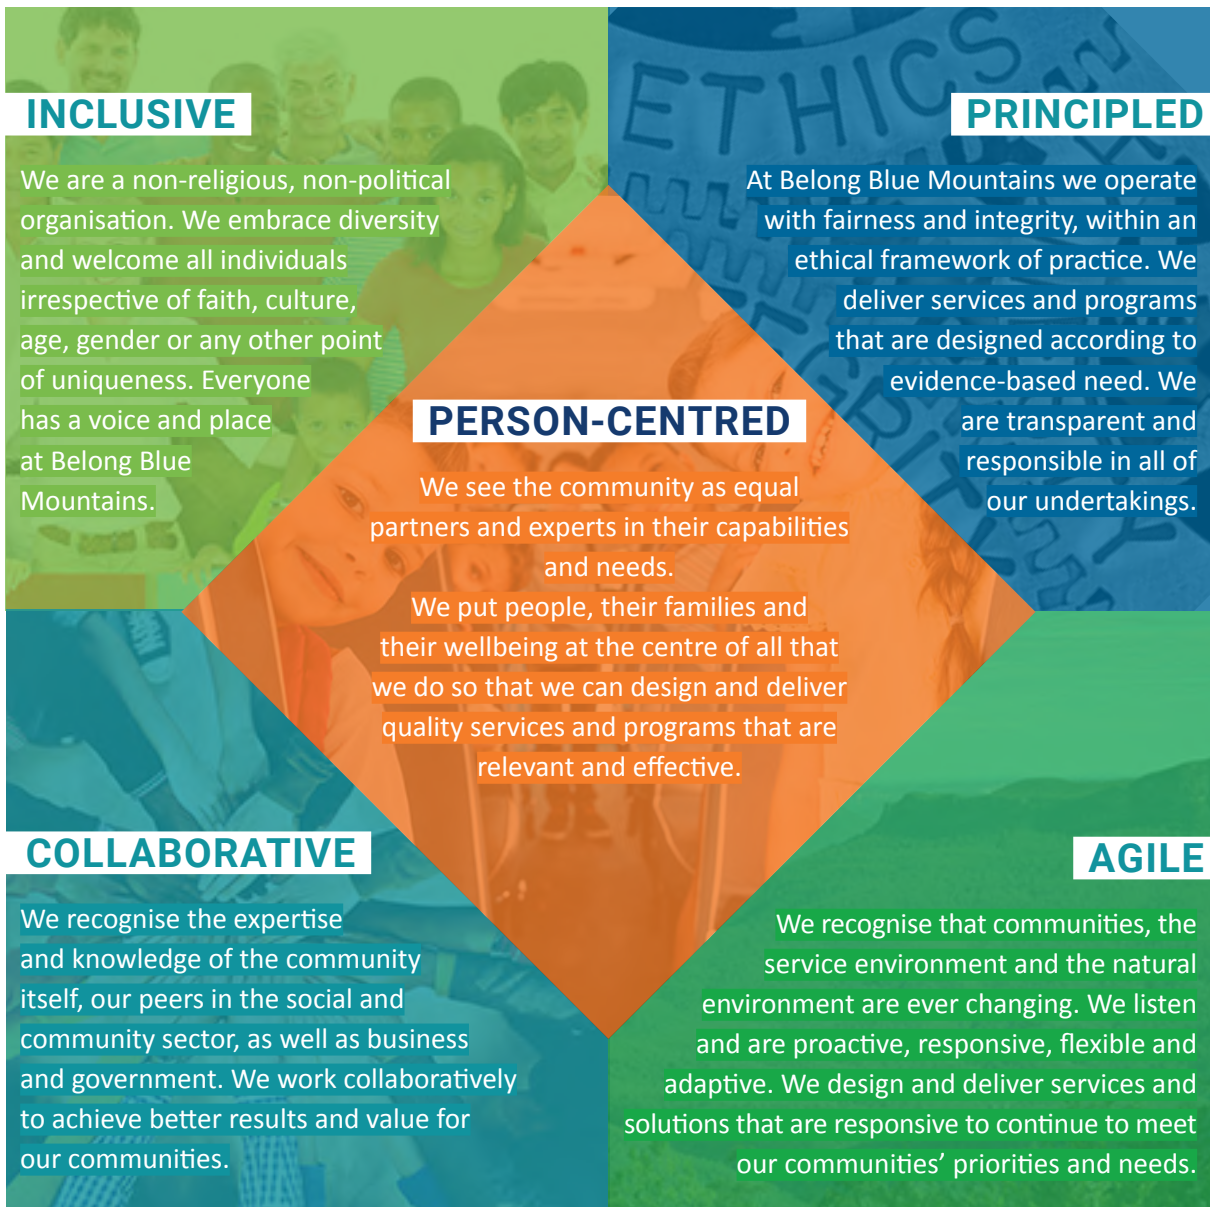 INCLUSIVE
We are a non-religious, non-political
organisation. We embrace diversity
and welcome all individuals
irrespective of faith, culture,
age, gender or any other point
of uniqueness. Everyone
has a voice and place
at Belong Blue
Mountains.
ETHICS
PRINCIPLED
At Belong Blue Mountains we operate
with fairness and integrity, within an
ethical framework of practice. We
deliver services and programs
that are designed according to
evidence-based need. We
are transparent and
responsible in all of
our undertakings.
PERSON-CENTRED
We see the community as equal
partners and experts in their capabilities
and needs.
We put people, their families and
their wellbeing at the centre of all that
we do so that we can design and deliver
quality services and programs that are
relevant and effective.
COLLABORATIVE
We recognise the expertise
and knowledge of the community
itself, our peers in the social and
community sector, as well as business
and government. We work collaboratively
to achieve better results and value for
our communities.
AGILE
We recognise that communities, the
service environment and the natural
environment are ever changing. We listen
and are proactive, responsive, flexible and
adaptive. We design and deliver services and
solutions that are responsive to continue to meet
our communities’ priorities and needs.